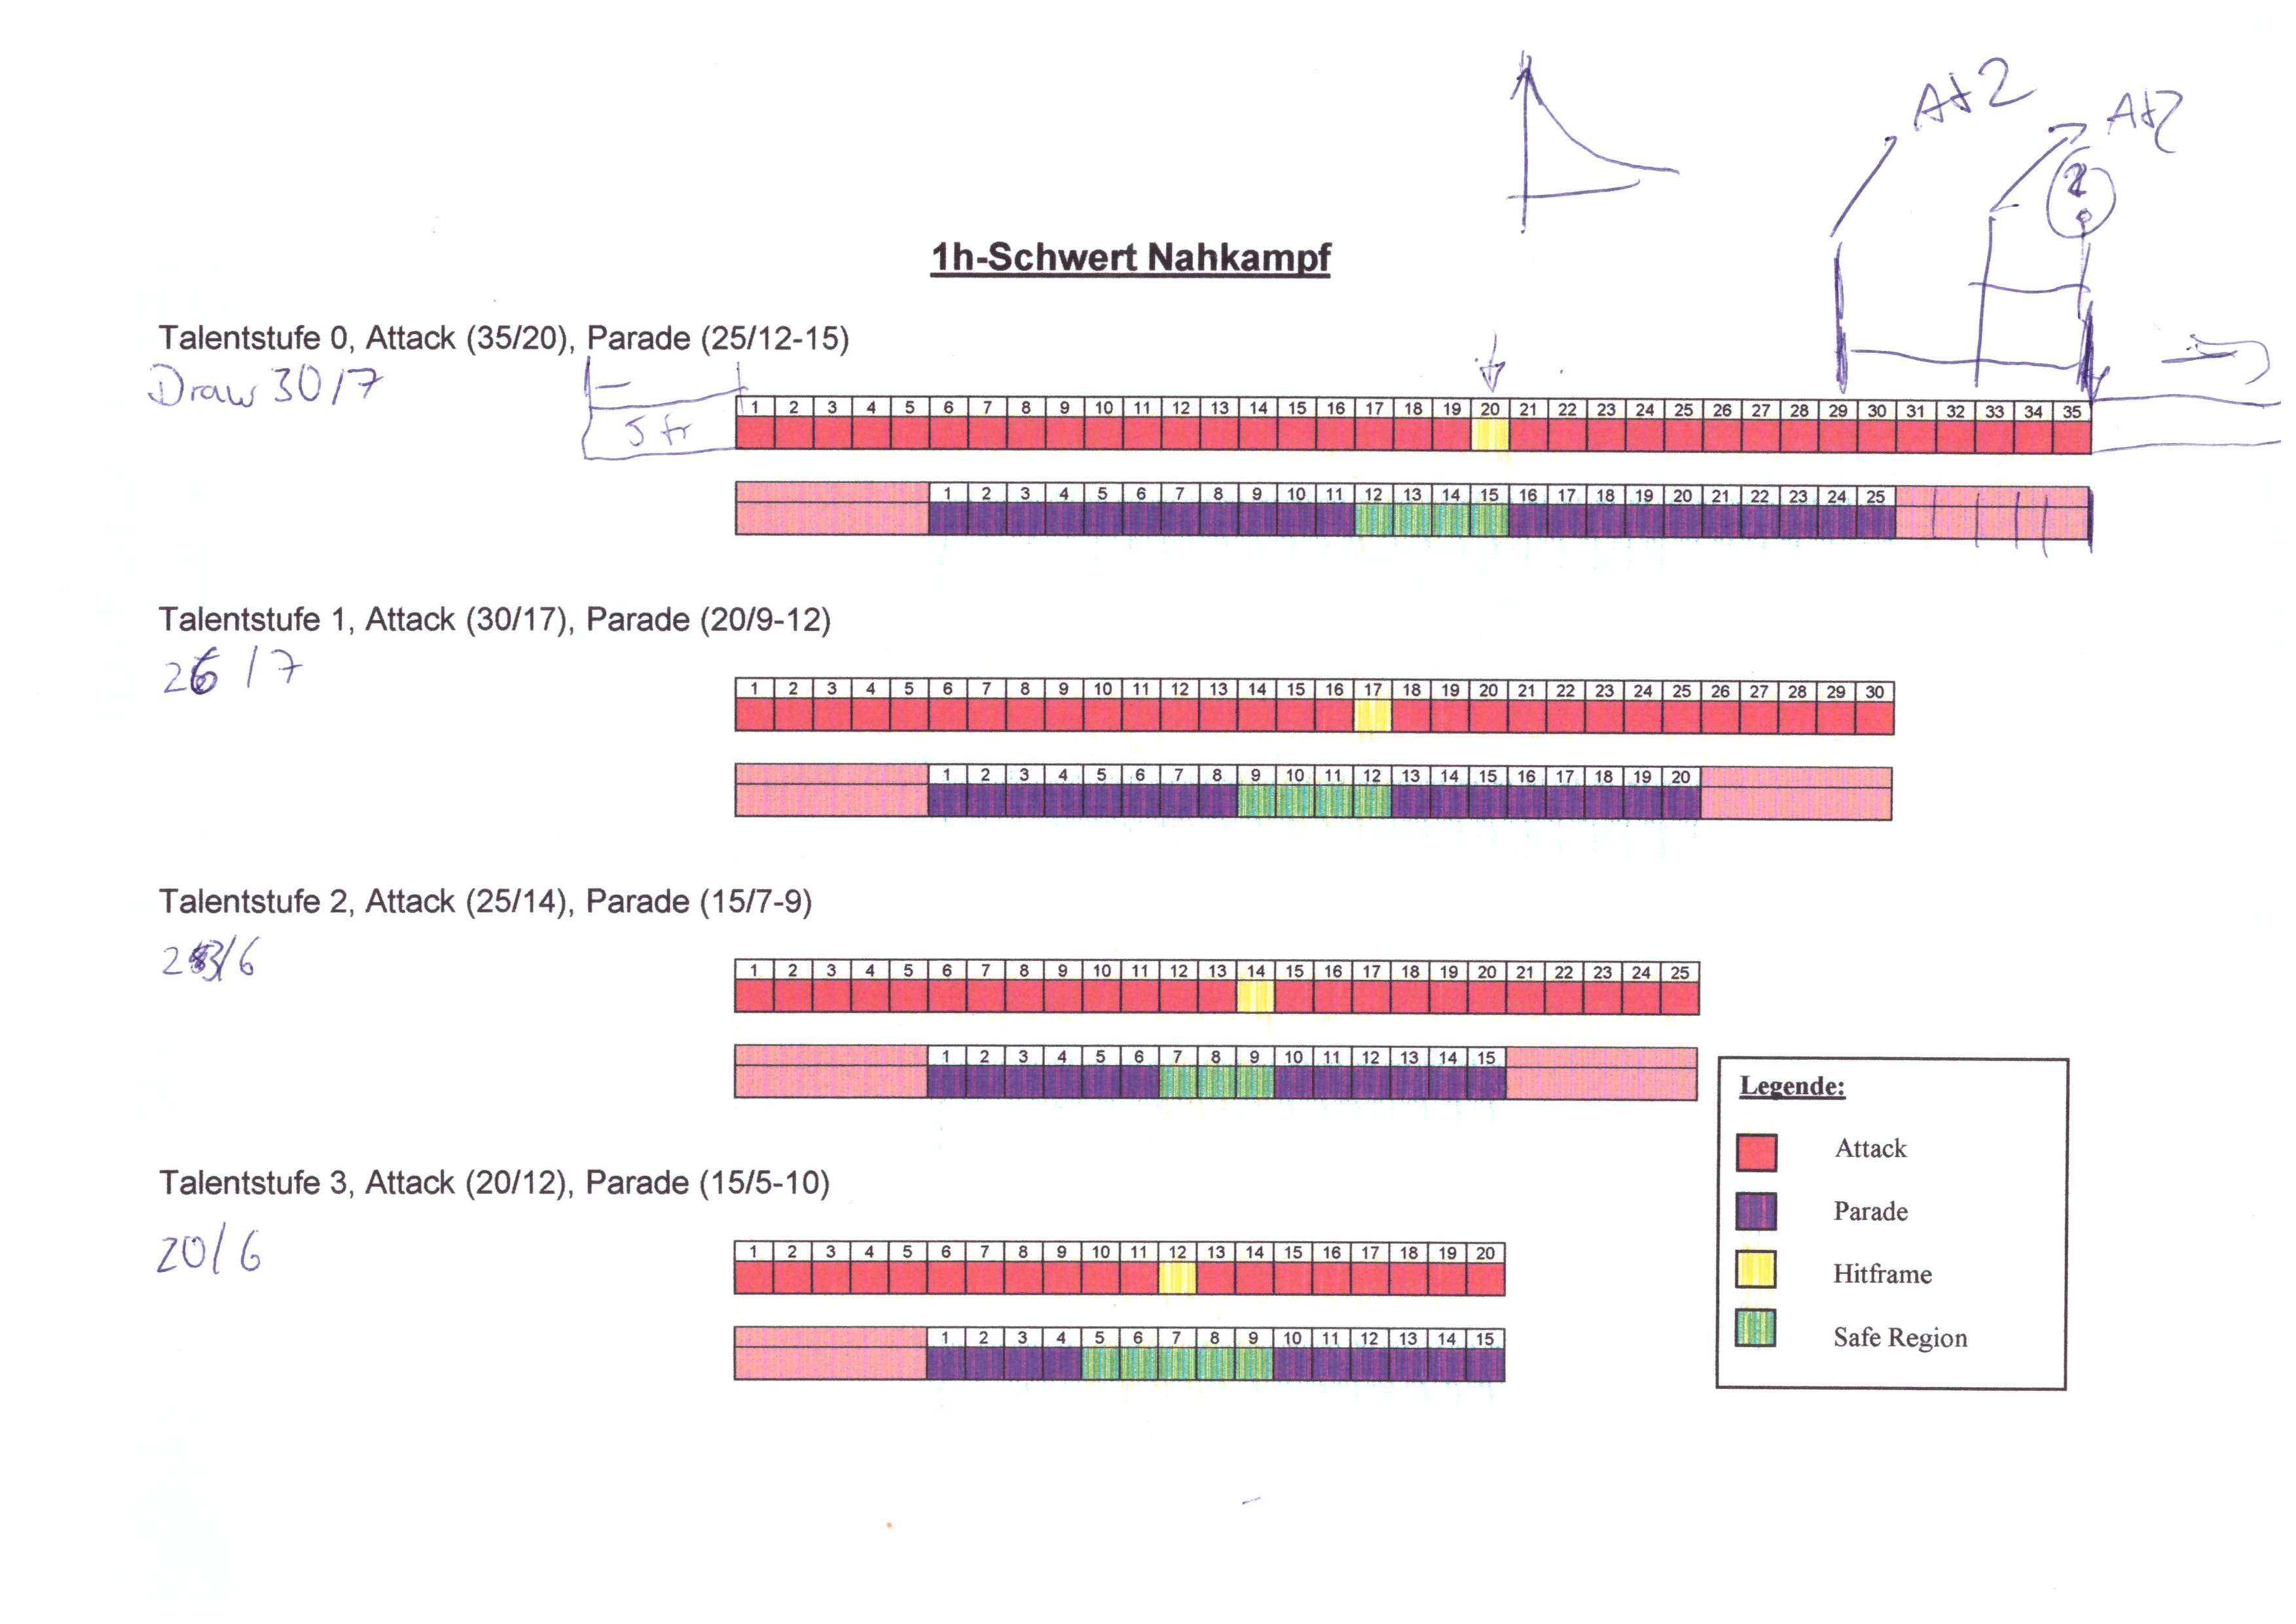 At2
At2
1h-Schwert Nahkampf
Talentstufe 0, Attack (35/20), Parade (25/12-15)
Draw 30/7
5 fr
1 2 3 4 5 6 7 8 9 10 11 12 13 14 15 16 17 18 19 20 21 22 23 24 25 26 27 28 29 30 31 32 33 34 35
1 2 3 4 5 6 7 8 9 10 11 12 13 14 15 16 17 18 19 20 21 22 23 24 25
Talentstufe 1, Attack (30/17), Parade (20/9-12)
26/7
1 2 3 4 5 6 7 8 9 10 11 12 13 14 15 16 17 18 19 20 21 22 23 24 25 26 27 28 29 30
1 2 3 4 5 6 7 8 9 10 11 12 13 14 15 16 17 18 19 20
Talentstufe 2, Attack (25/14), Parade (15/7-9)
23/6
1 2 3 4 5 6 7 8 9 10 11 12 13 14 15 16 17 18 19 20 21 22 23 24 25
1 2 3 4 5 6 7 8 9 10 11 12 13 14 15
Talentstufe 3, Attack (20/12), Parade (15/5-10)
20/6
1 2 3 4 5 6 7 8 9 10 11 12 13 14 15 16 17 18 19 20
1 2 3 4 5 6 7 8 9 10 11 12 13 14 15
Legende:
Attack
Parade
Hitframe
Safe Region